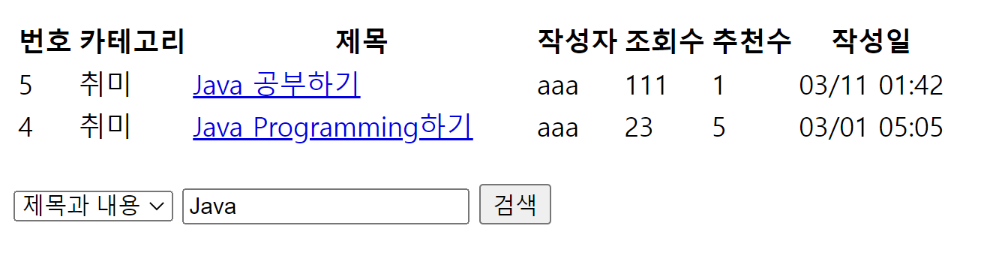 번호 카테고리 제목 작성자 조회수 추천수 작성일
5 취미 Java 공부하기 aaa 111 1 03/11 01:42
4 취미 Java Programming하기 aaa 23 5 03/01 05:05
제목과 내용 Java 검색